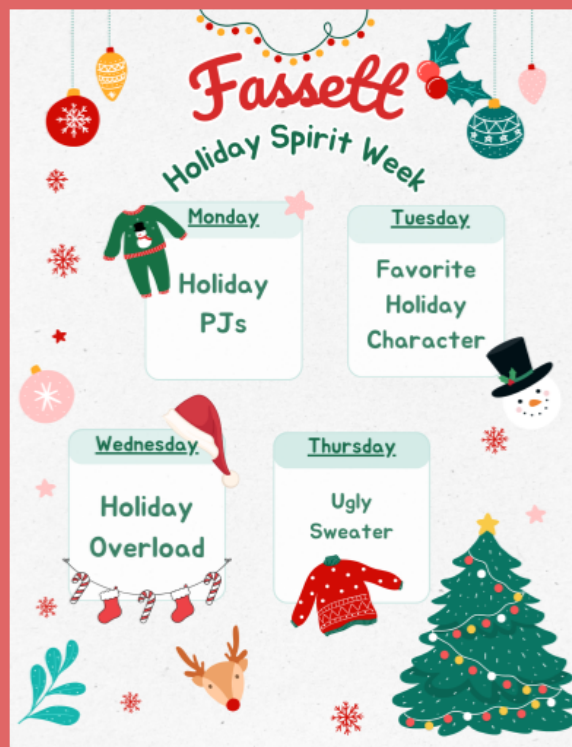 Fassett
Holiday Spirit Week
Monday
Holiday
PJs
Tuesday
Favorite
Holiday
Character
Wednesday
Holiday
Overload
Thursday
Ugly
Sweater